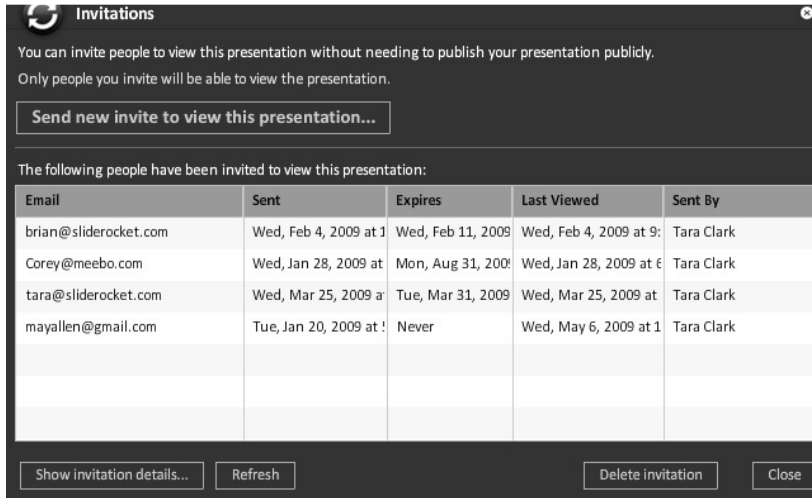 Invitations
You can invite people to view this presentation without needing to publish your presentation publicly.
Only people you invite will be able to view the presentation.
Send new invite to view this presentation...
The following people have been invited to view this presentation:
Email Sent Expires Last Viewed Sent By
brian@sliderocket.com Wed, Feb 4, 2009 at 1 Wed, Feb 11, 2009 Wed, Feb 4, 2009 at 9: Tara Clark
Corey@meebo.com Wed, Jan 28, 2009 at Mon, Aug 31, Wed, Jan 28, 2009 at Tara Clark
tara@sliderocket.com Wed, Mar 25, 2009 Tue, Mar 31, 2009 Wed, Mar 25, 2009 at Tara Clark
mayallen@gmail.com Tue, Jan 20, 2009 at Never Wed, May 6, 2009 at 1 Tara Clark
Show invitation details... Refresh Delete invitation Close